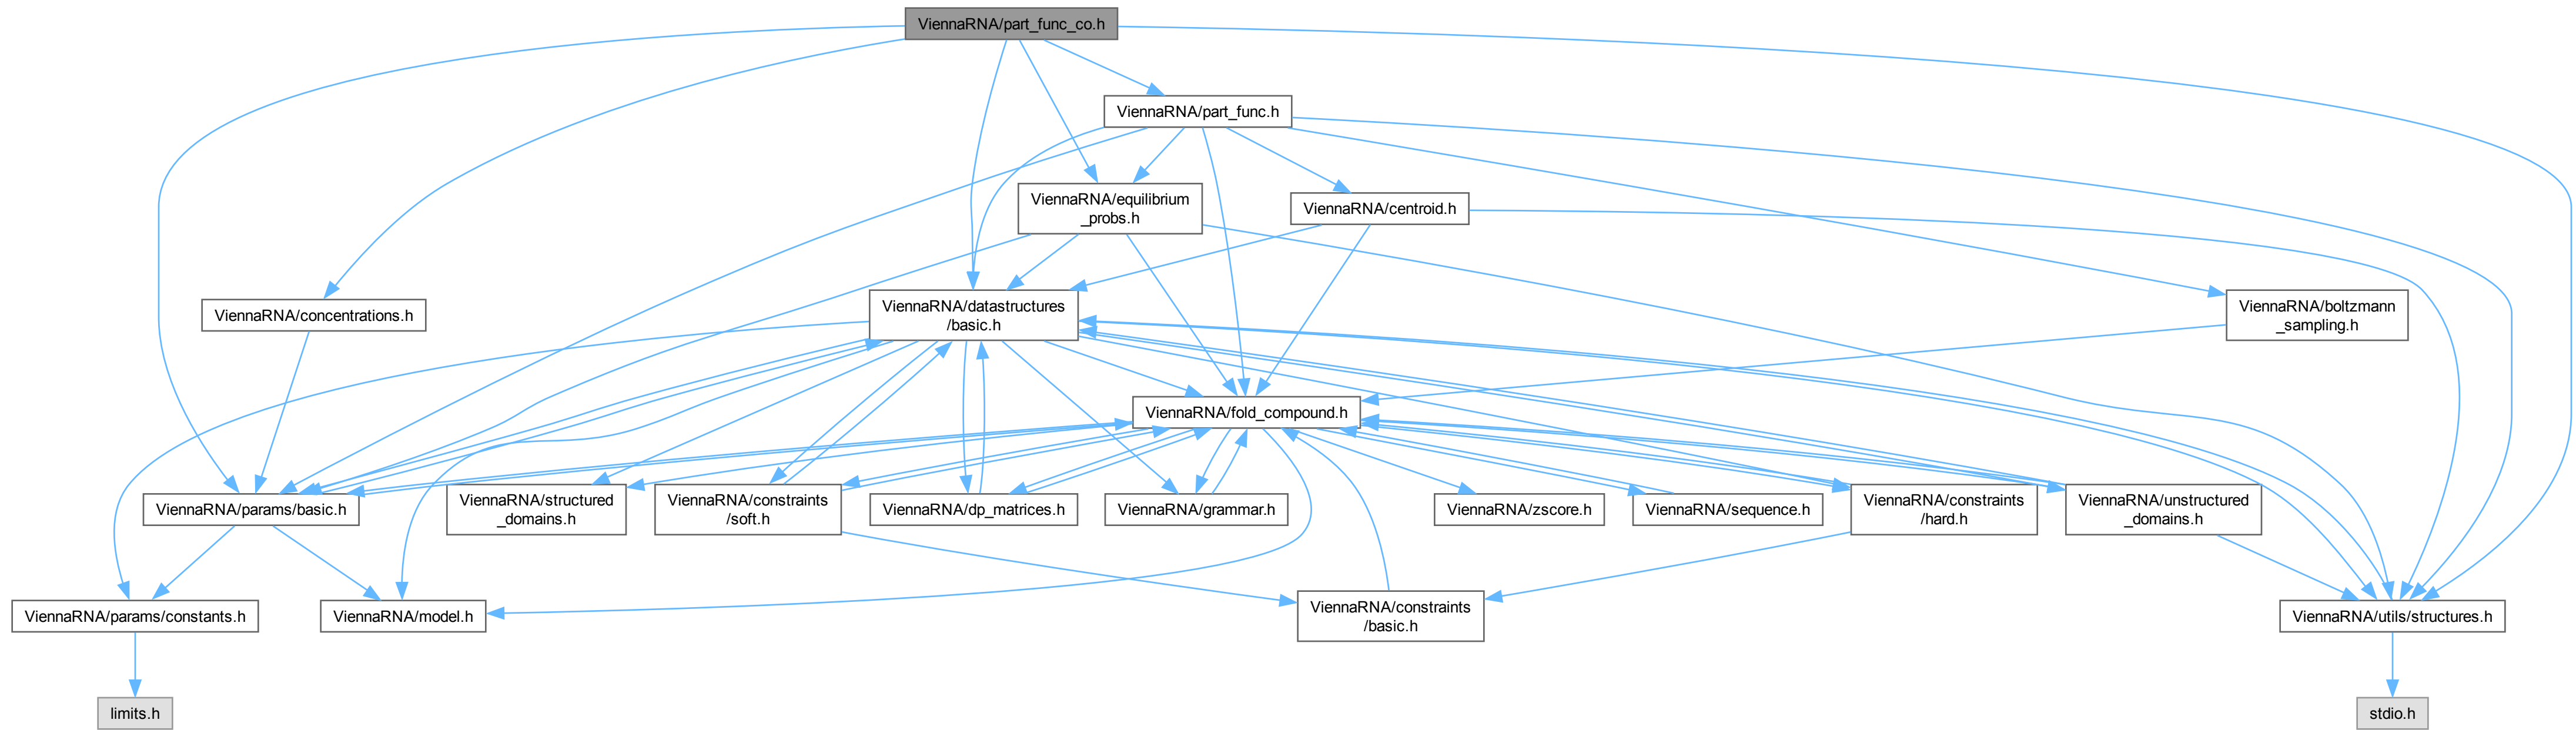 ViennaRNA/part_func_co.h
ViennaRNA/part_func.h
ViennaRNA/equilibrium
_probs.h
ViennaRNA/centroid.h
ViennaRNA/concentrations.h
ViennaRNA/datastructures
/basic.h
ViennaRNA/boltzmann
_sampling.h
ViennaRNA/fold_compound.h
ViennaRNA/params/basic.h
ViennaRNA/structured
_domains.h
ViennaRNA/constraints
/soft.h
ViennaRNA/dp_matrices.h
ViennaRNA/grammar.h
ViennaRNA/zscore.h
ViennaRNA/sequence.h
ViennaRNA/constraints
/hard.h
ViennaRNA/unstructured
_domains.h
ViennaRNA/params/constants.h
ViennaRNA/model.h
ViennaRNA/constraints
/basic.h
ViennaRNA/utils/structures.h
limits.h
stdio.h